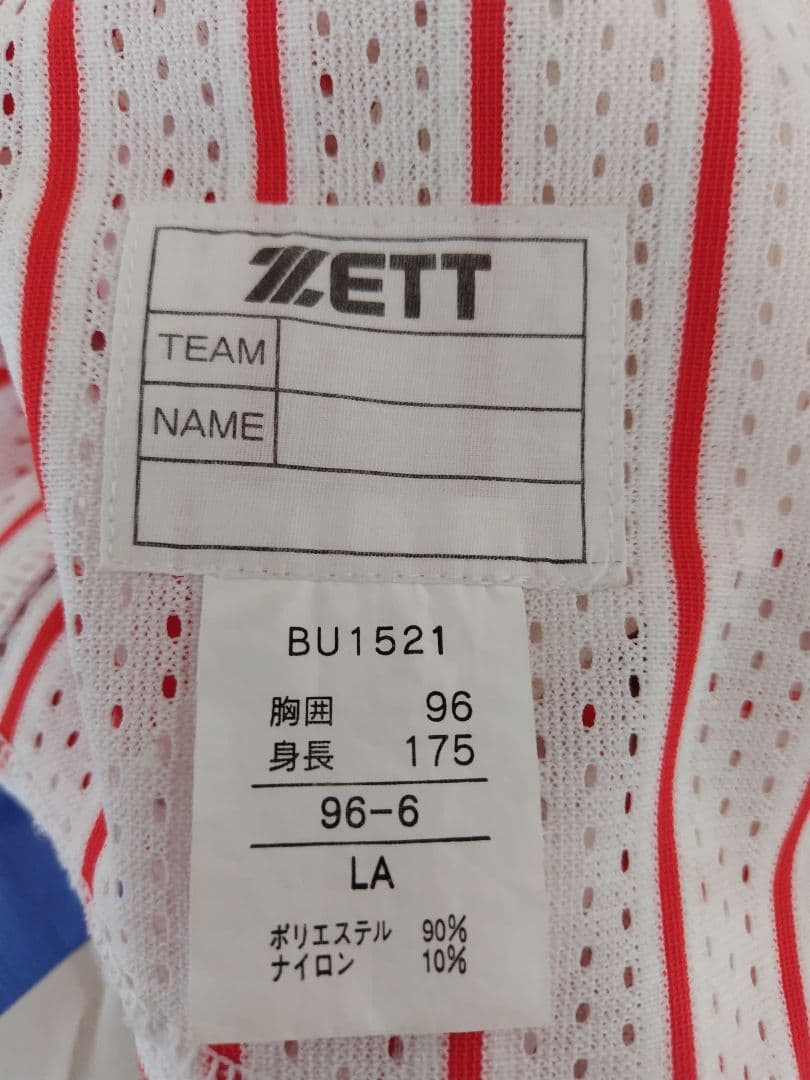 ZETT
TEAM
NAME
BU1521
胸囲 96
身長 175
96-6
LA
ポリエステル 90%
ナイロン 10%